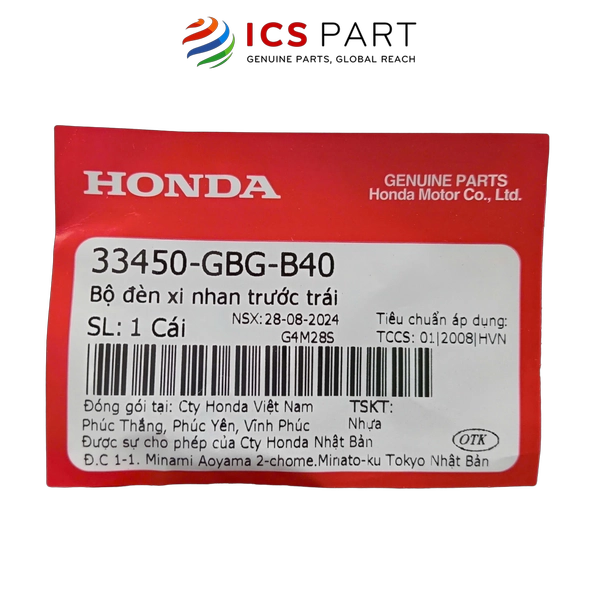 ICS PART
GENUINE PARTS, GLOBAL REACH
HONDA
GENUINE PARTS
Honda Motor Co., Ltd.
33450-GBG-B40
Bộ đèn xi nhan trước trái
SL: 1 Cái
NSX:28-08-2024
G4M28S
Tiêu chuẩn áp dụng:
TCCS: 01|2008|HVN
Đóng gói tại: Cty Honda Việt Nam
TSKT:
Phúc Thắng, Phúc Yên, Vĩnh Phúc
Nhựa
Được sự cho phép của Cty Honda Nhật Bản
OTK
Đ.C 1-1. Minami Aoyama 2-chome.Minato-ku Tokyo Nhật Bản